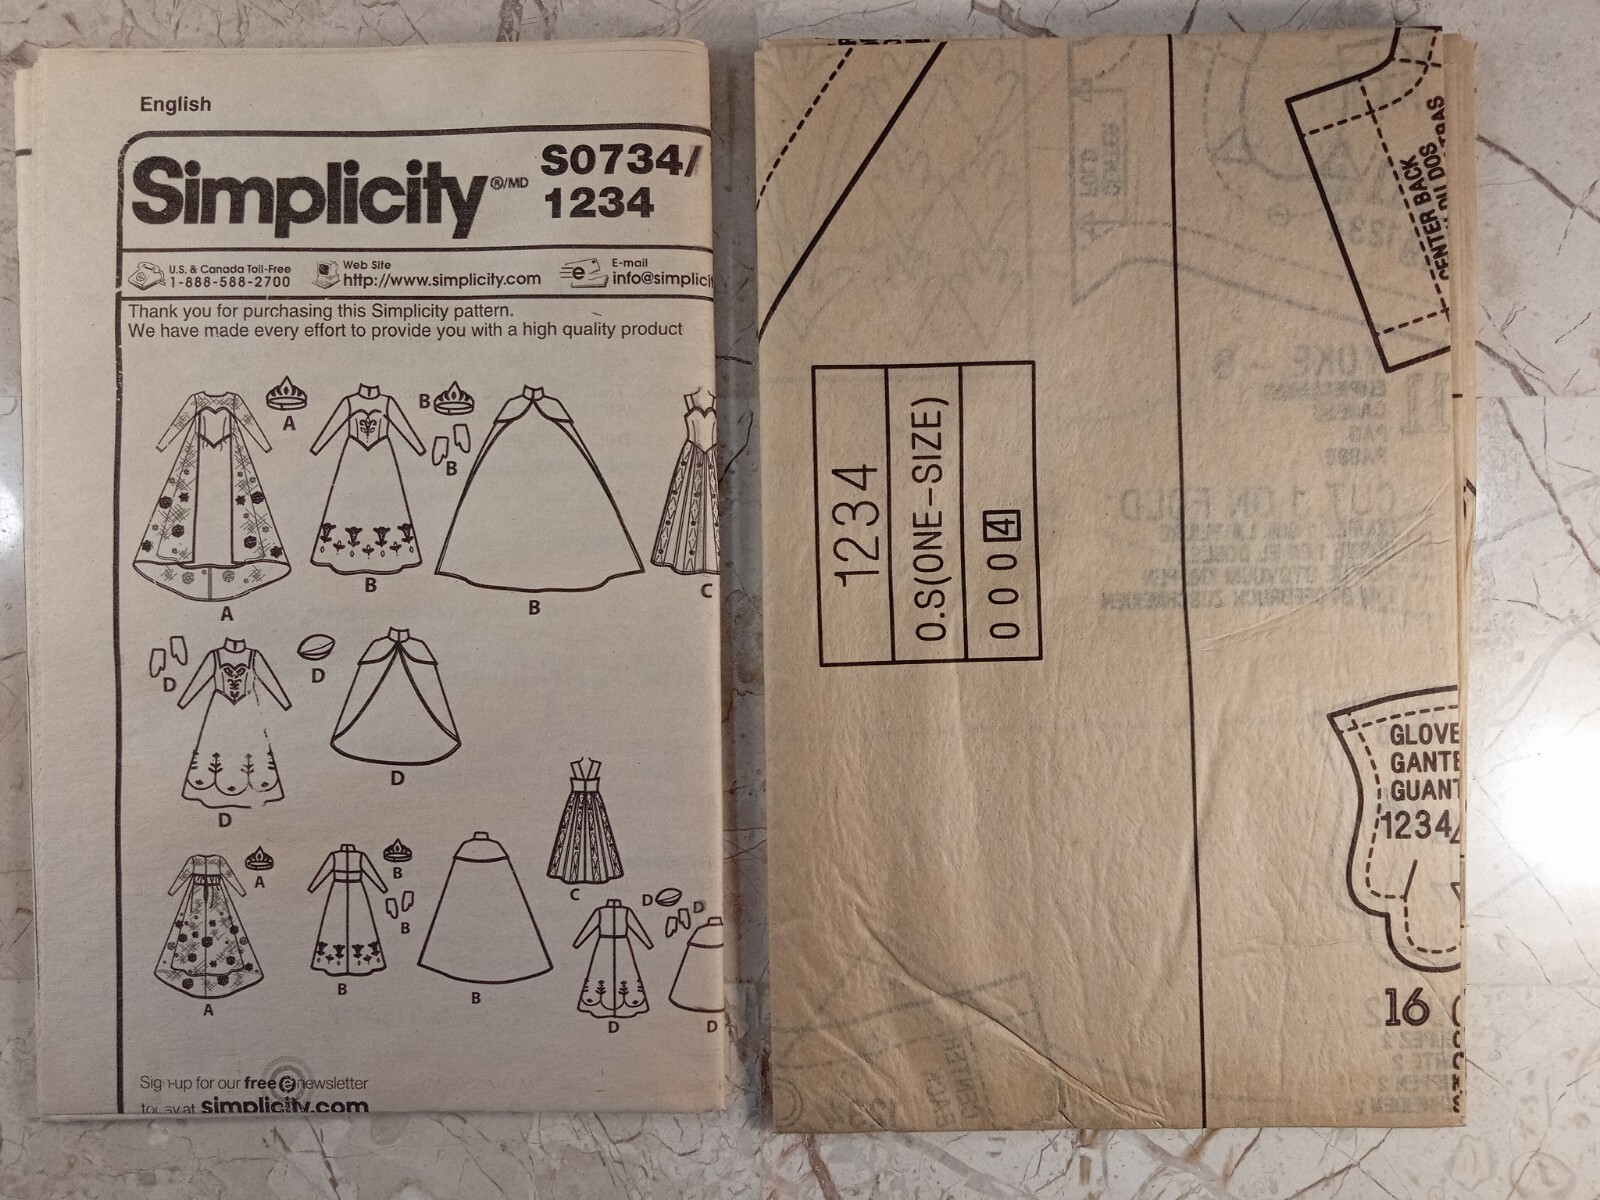 English
Simplicity®/MD S0734/
1234
U.S. & Canada Toll-Free
1-888-588-2700
Web Site
http://www.simplicity.com
E-mail
info@simplici
Thank you for purchasing this Simplicity pattern.
We have made every effort to provide you with a high quality product
A
B
B
B
B
C
A
D
D
D
D
A
B
B
C
D
D
A
B
B
D
D
Sign-up for our free newsletter
today at simplicity.com
CENTER BACK
DOS
1234
O.S(ONE-SIZE)
0 0 0 4
YOKE - S
11
CUT 1 ON FOLD
GLOVE
GANTE
GUANT
1234/
16